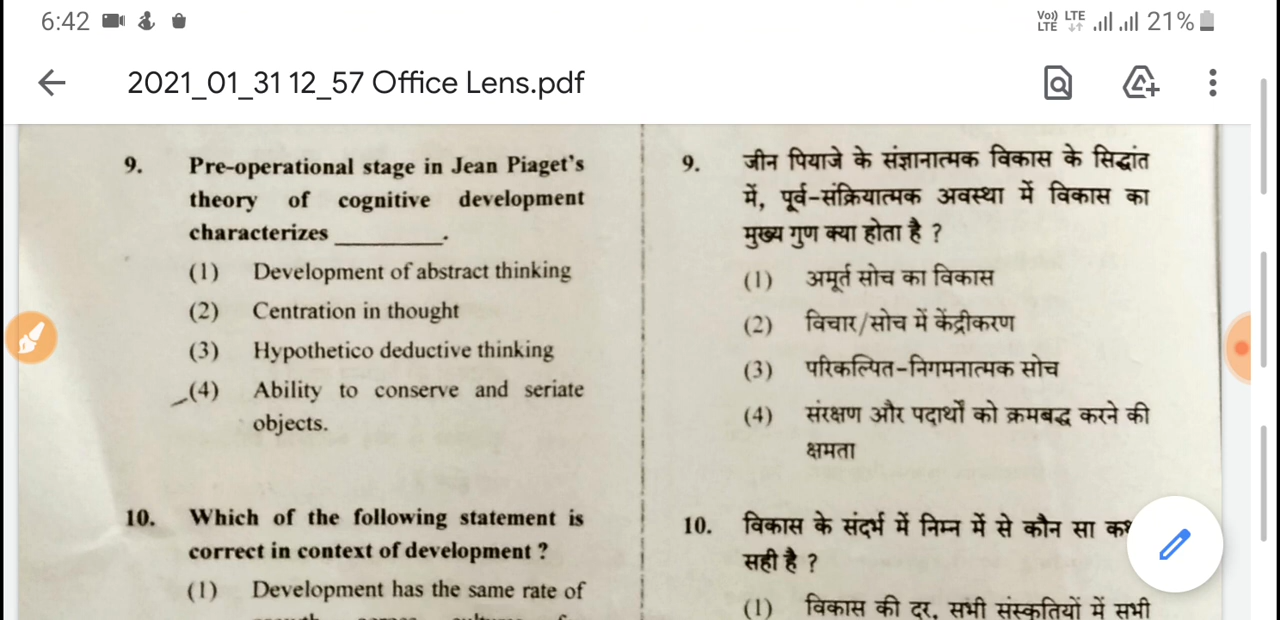 6:42
Vo)) LTE
LTE
21%
2021_01_31 12_57 Office Lens.pdf
9. Pre-operational stage in Jean Piaget's
theory of cognitive development
characterizes ________.
(1) Development of abstract thinking
(2) Centration in thought
(3) Hypothetico deductive thinking
(4) Ability to conserve and seriate
objects.
10. Which of the following statement is
correct in context of development ?
(1) Development has the same rate of
9. जीन पियाजे के संज्ञानात्मक विकास के सिद्धांत
में, पूर्व-संक्रियात्मक अवस्था में विकास का
मुख्य गुण क्या होता है ?
(1) अमूर्त सोच का विकास
(2) विचार/सोच में केंद्रीकरण
(3) परिकल्पित-निगमनात्मक सोच
(4) संरक्षण और पदार्थों को क्रमबद्ध करने की
क्षमता
10. विकास के संदर्भ में निम्न में से कौन सा
सही है ?
(1) विकास की दर, सभी संस्कृतियों में सभी